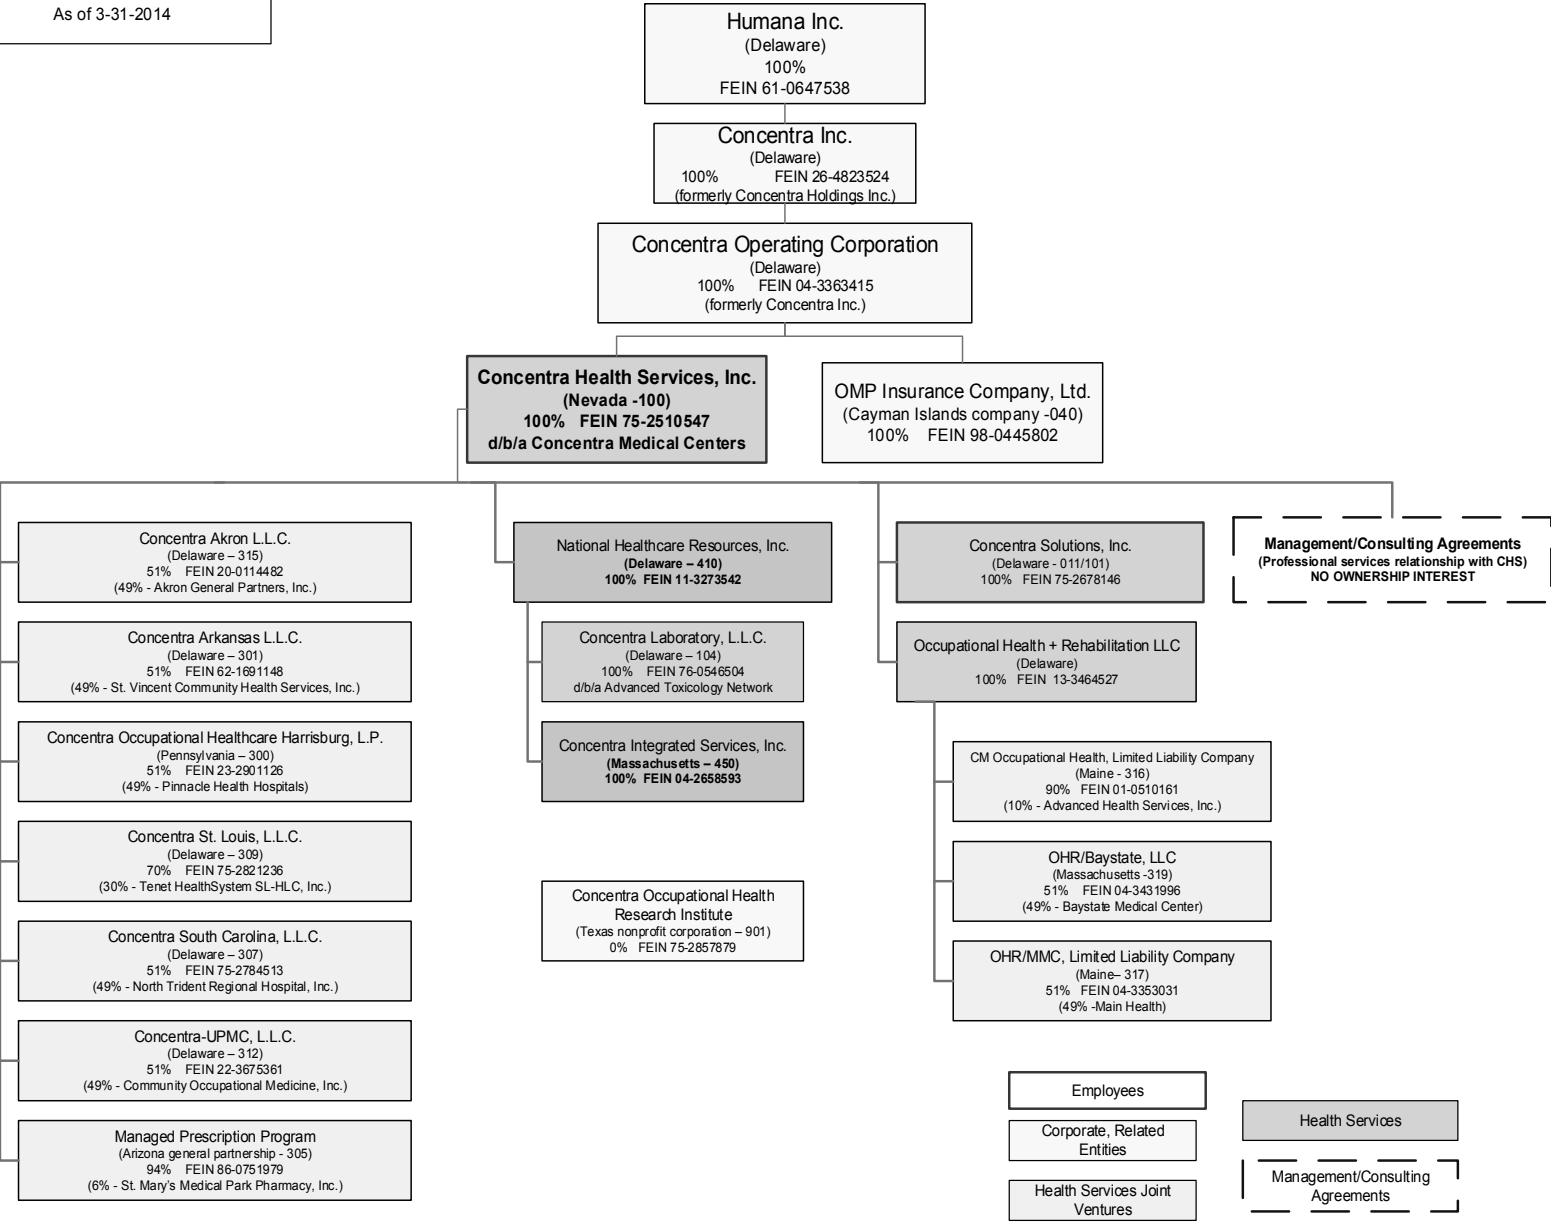 As of 3-31-2014
Humana Inc.
(Delaware)
100%
FEIN 61-0647538
Concentra Inc.
(Delaware)
100% FEIN 26-4823524
(formerly Concentra Holdings Inc.)
Concentra Operating Corporation
(Delaware)
100% FEIN 04-3363415
(formerly Concentra Inc.)
Concentra Health Services, Inc.
(Nevada -100)
100% FEIN 75-2510547
d/b/a Concentra Medical Centers
OMP Insurance Company, Ltd.
(Cayman Islands company -040)
100% FEIN 98-0445802
Concentra Akron L.L.C.
(Delaware – 315)
51% FEIN 20-0114482
(49% - Akron General Partners, Inc.)
Concentra Arkansas L.L.C.
(Delaware – 301)
51% FEIN 62-1691148
(49% - St. Vincent Community Health Services, Inc.)
Concentra Occupational Healthcare Harrisburg, L.P.
(Pennsylvania – 300)
51% FEIN 23-2901126
(49% - Pinnacle Health Hospitals)
Concentra St. Louis, L.L.C.
(Delaware – 309)
70% FEIN 75-2821236
(30% - Tenet HealthSystem SL-HLC, Inc.)
Concentra South Carolina, L.L.C.
(Delaware – 307)
51% FEIN 75-2784513
(49% - North Trident Regional Hospital, Inc.)
Concentra-UPMC, L.L.C.
(Delaware – 312)
51% FEIN 22-3675361
(49% - Community Occupational Medicine, Inc.)
Managed Prescription Program
(Arizona general partnership - 305)
94% FEIN 86-0751979
(6% - St. Mary's Medical Park Pharmacy, Inc.)
National Healthcare Resources, Inc.
(Delaware – 410)
100% FEIN 11-3273542
Concentra Laboratory, L.L.C.
(Delaware – 104)
100% FEIN 76-0546504
d/b/a Advanced Toxicology Network
Concentra Integrated Services, Inc.
(Massachusetts – 450)
100% FEIN 04-2658593
Concentra Occupational Health
Research Institute
(Texas nonprofit corporation – 901)
0% FEIN 75-2857879
Concentra Solutions, Inc.
(Delaware - 011/101)
100% FEIN 75-2678146
Occupational Health + Rehabilitation LLC
(Delaware)
100% FEIN 13-3464527
CM Occupational Health, Limited Liability Company
(Maine - 316)
90% FEIN 01-0510161
(10% - Advanced Health Services, Inc.)
OHR/Baystate, LLC
(Massachusetts -319)
51% FEIN 04-3431996
(49% - Baystate Medical Center)
OHR/MMC, Limited Liability Company
(Maine– 317)
51% FEIN 04-3353031
(49% -Main Health)
Management/Consulting Agreements
(Professional services relationship with CHS)
NO OWNERSHIP INTEREST
Employees
Corporate, Related
Entities
Health Services Joint
Ventures
Health Services
Management/Consulting
Agreements